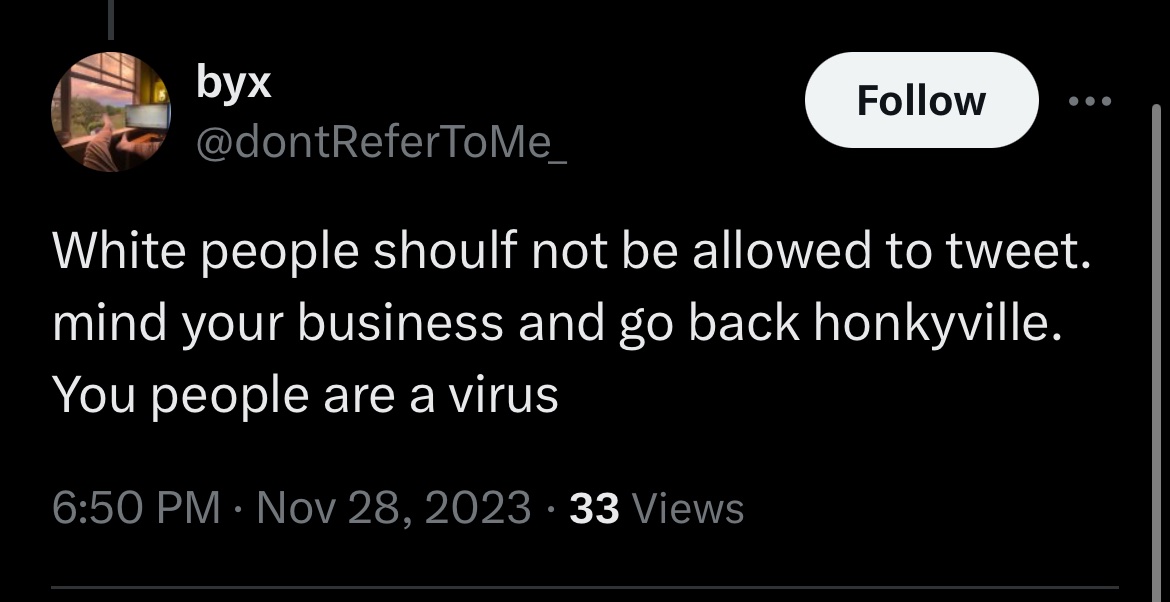 byx
@dontReferToMe_
Follow
White people shoulf not be allowed to tweet.
mind your business and go back honkyville.
You people are a virus
6:50 PM · Nov 28, 2023 · 33 Views